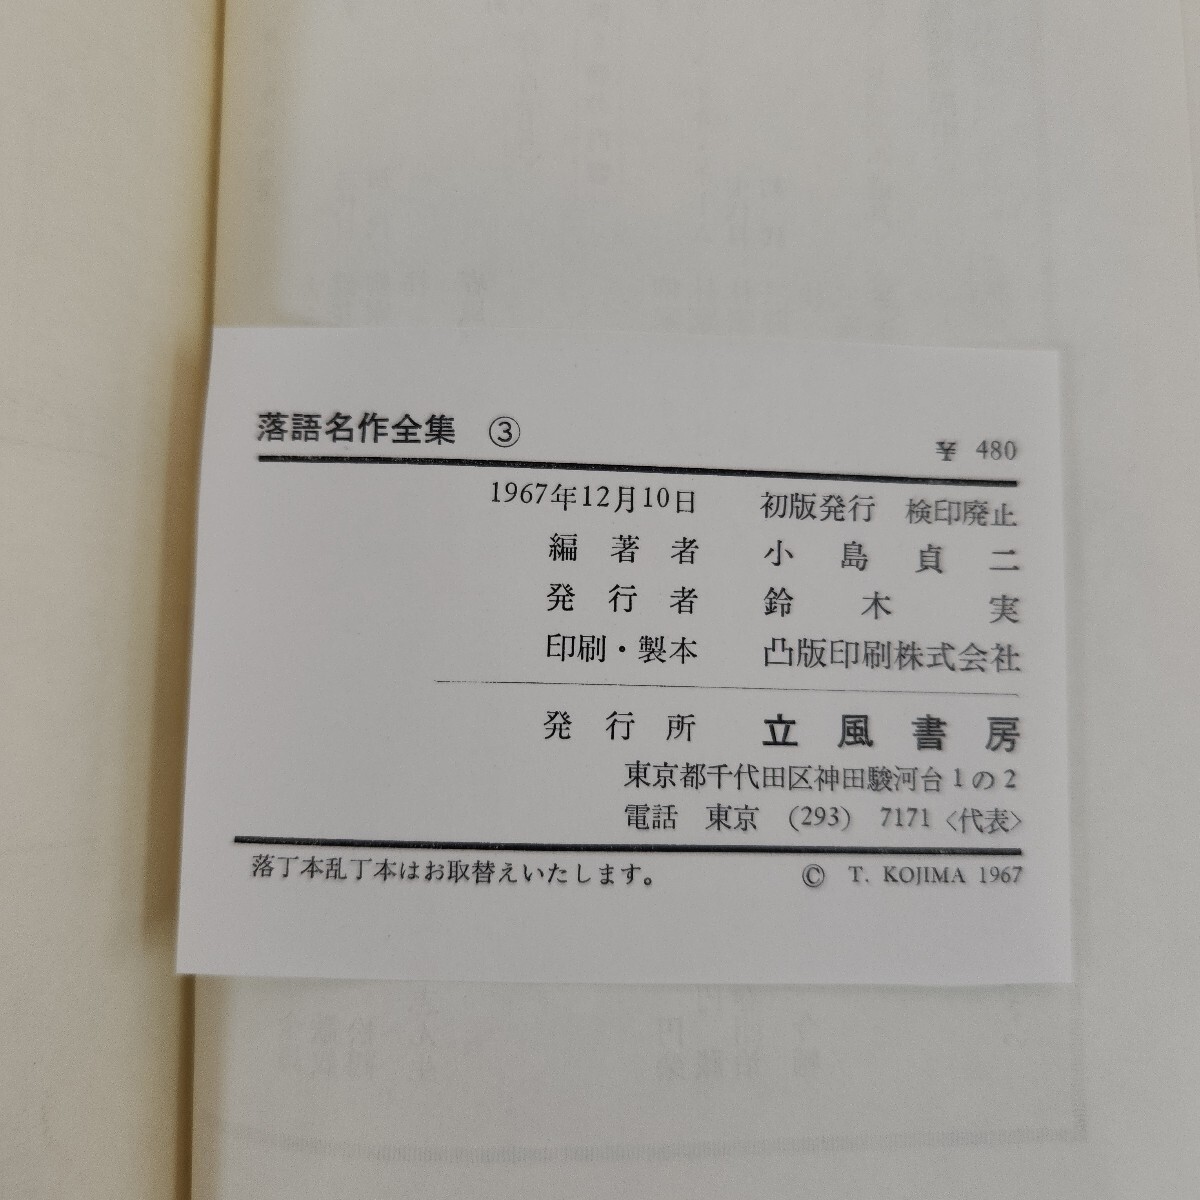 落語名作全集 ③
¥ 480
1967年12月10日 初版発行 検印廃止
編著者 小島貞二
発行者 鈴木実
印刷・製本 凸版印刷株式会社
発行所 立風書房
東京都千代田区神田駿河台1の2
電話 東京 (293) 7171〈代表〉
落丁本乱丁本はお取替えいたします。 © T. KOJIMA 1967